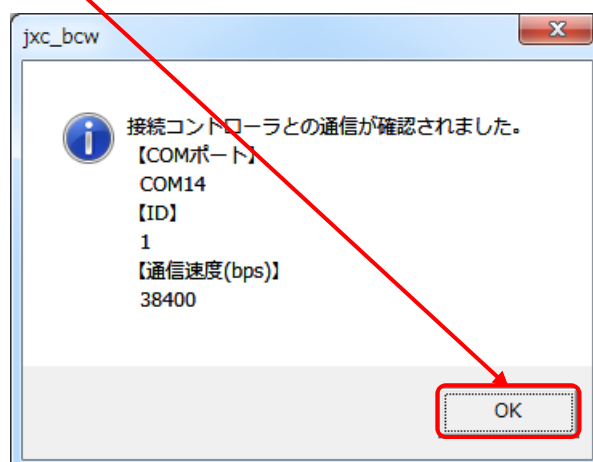 jxc_bcw
接続コントローラとの通信が確認されました。
【COMポート】
COM14
【ID】
1
【通信速度(bps)】
38400
OK